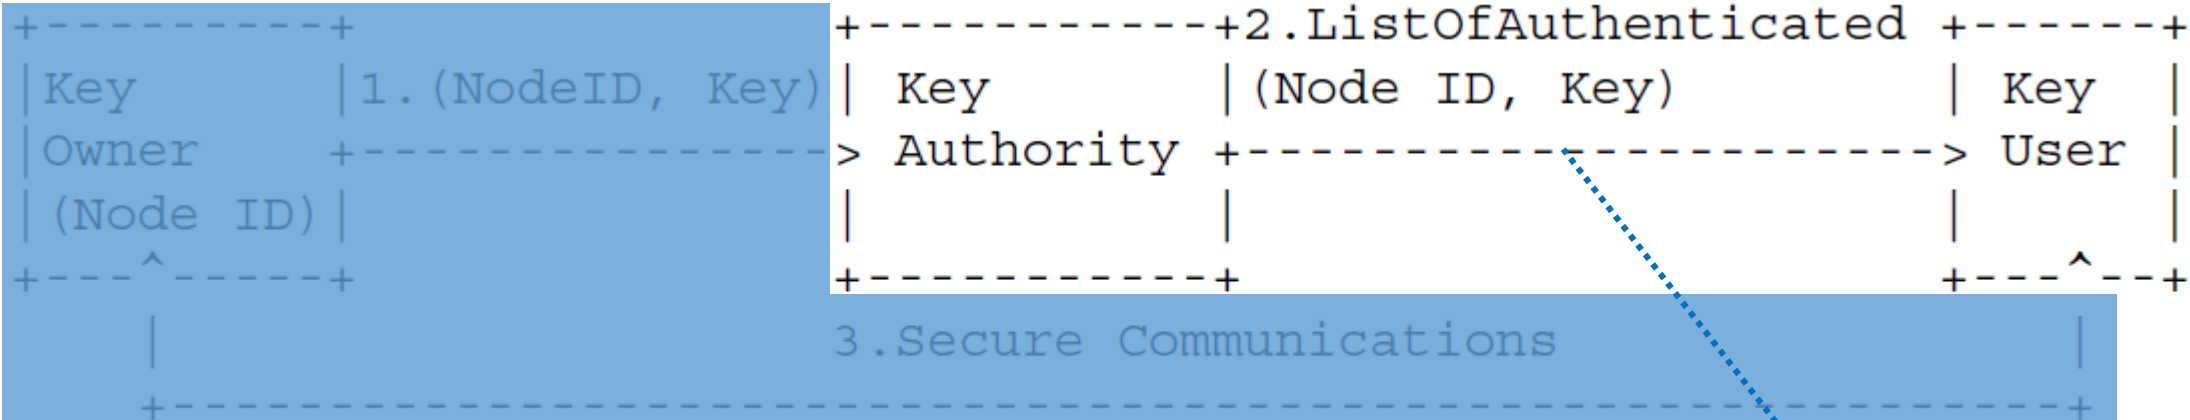 +---------+ +-----------+2.ListOfAuthenticated +------+
|Key |1.(NodeID, Key)| Key |(Node ID, Key) | Key |
|Owner +---------------> Authority +----------------------> User |
|(Node ID)| | | | |
+---^-----+ +-----------+ +---^--+
| 3.Secure Communications |
+-------------------------------------------------+